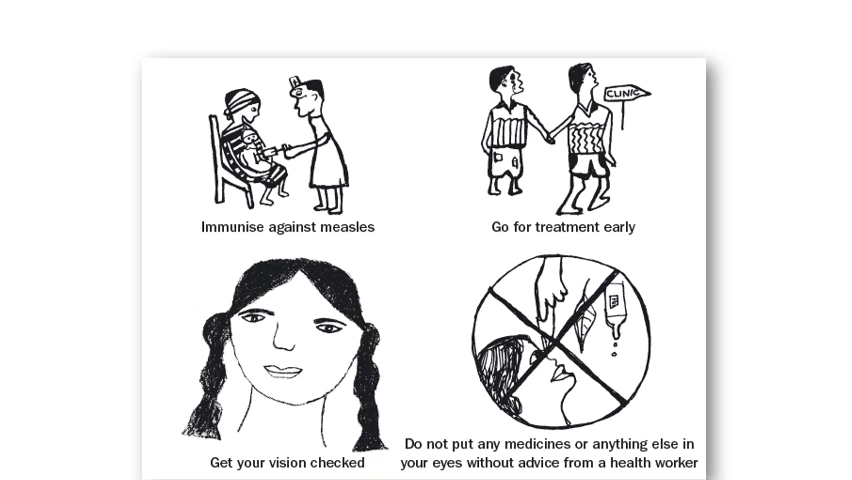 CLINIC
Immunise against measles
Go for treatment early
Get your vision checked
Do not put any medicines or anything else in
your eyes without advice from a health worker